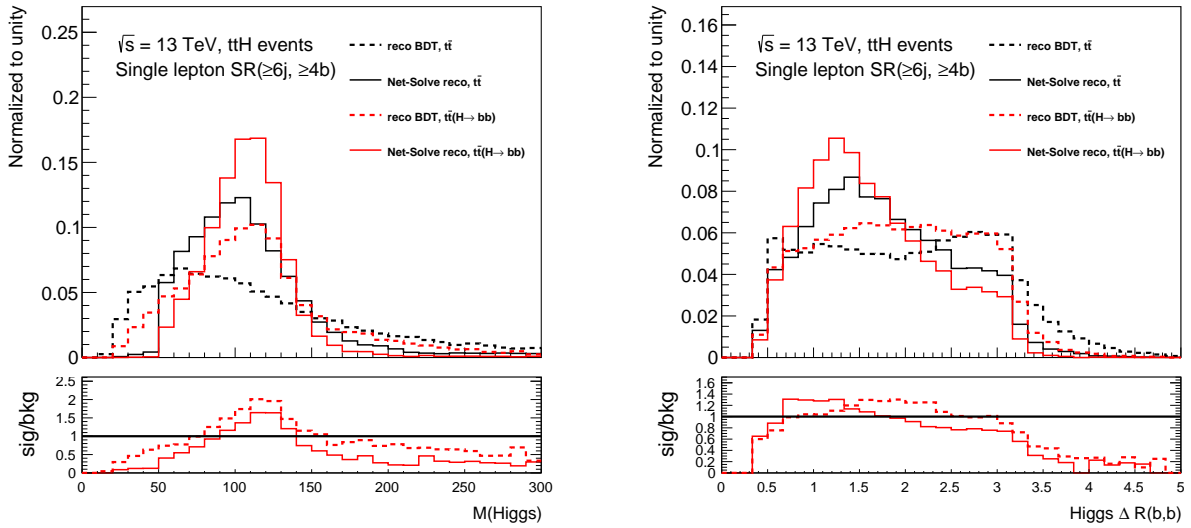 Normalized to unity
0.25
0.2
0.15
0.1
0.05
0
√s = 13 TeV, ttH events
Single lepton SR(≥6j, ≥4b)
reco BDT, tt̄
Net-Solve reco, tt̄
reco BDT, tt̄(H→ bb)
Net-Solve reco, tt̄(H→ bb)
sig/bkg
2.5
2
1.5
1
0.5
0
0 50 100 150 200 250 300
M(Higgs)
Normalized to unity
0.16
0.14
0.12
0.1
0.08
0.06
0.04
0.02
0
√s = 13 TeV, ttH events
Single lepton SR(≥6j, ≥4b)
reco BDT, tt̄
Net-Solve reco, tt̄
reco BDT, tt̄(H→ bb)
Net-Solve reco, tt̄(H→ bb)
sig/bkg
1.6
1.4
1.2
1.0
0.8
0.6
0.4
0.2
0
0 0.5 1 1.5 2 2.5 3 3.5 4 4.5 5
Higgs Δ R(b,b)